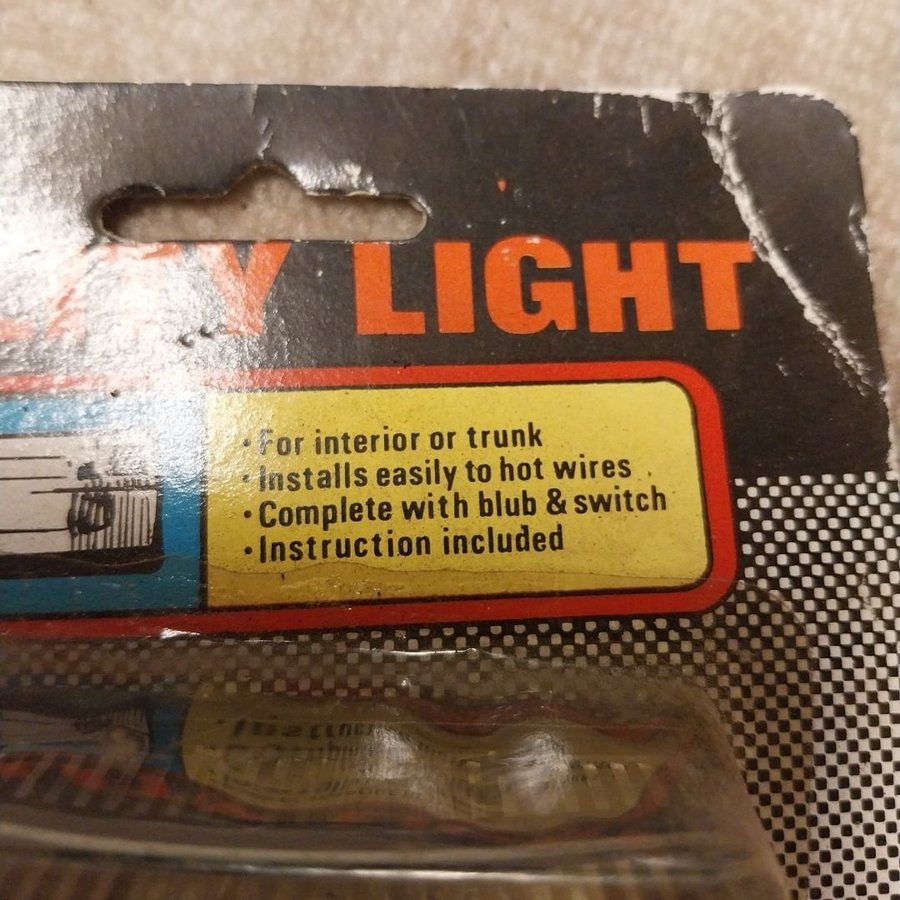 LIGHT
· For interior or trunk
· Installs easily to hot wires
· Complete with blub & switch
· Instruction included